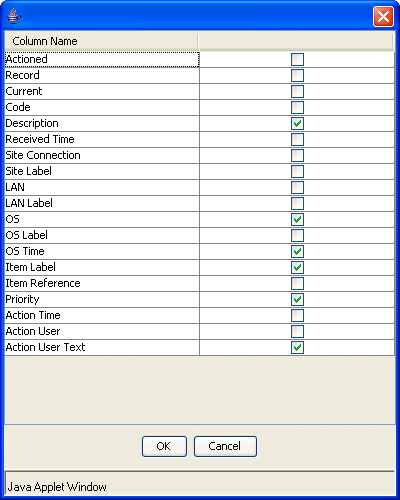 Column Name
Actioned
Record
Current
Code
Description
Received Time
Site Connection
Site Label
LAN
LAN Label
OS
OS Label
OS Time
Item Label
Item Reference
Priority
Action Time
Action User
Action User Text
OK Cancel
Java Applet Window